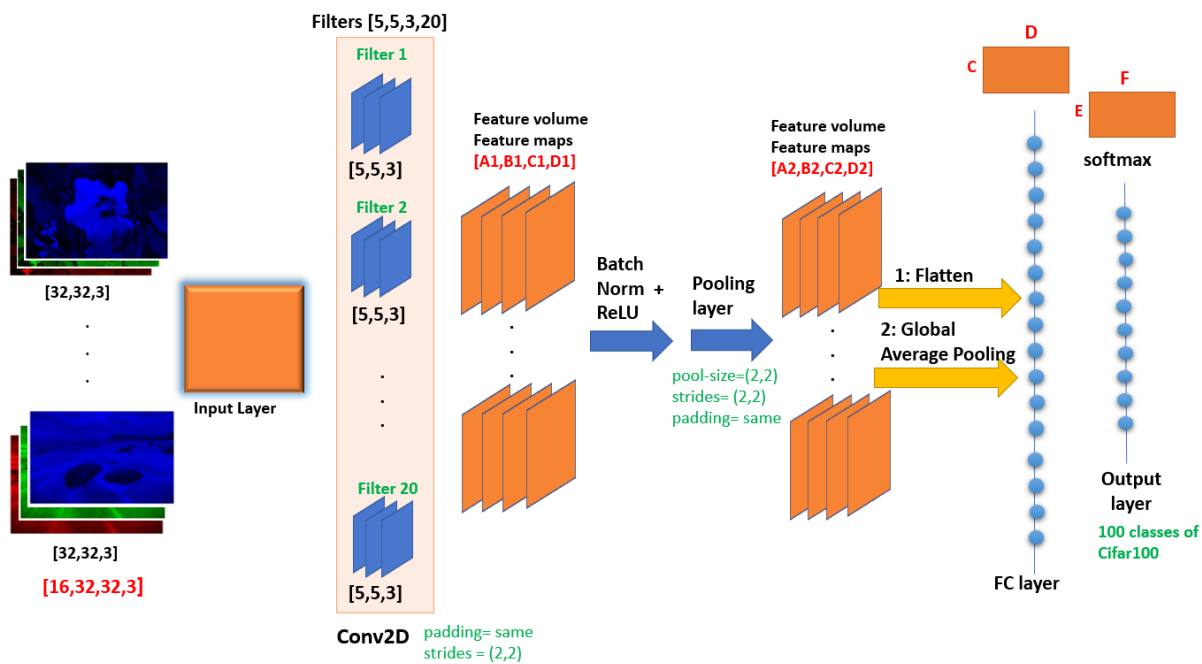 Filters [5,5,3,20]
Filter 1
[5,5,3]
Filter 2
[5,5,3]
Filter 20
[5,5,3]
Conv2D
padding= same
strides = (2,2)
[32,32,3]
[32,32,3]
[16,32,32,3]
Input Layer
Feature volume
Feature maps
[A1,B1,C1,D1]
Batch
Norm +
ReLU
Pooling
layer
pool-size=(2,2)
strides= (2,2)
padding= same
Feature volume
Feature maps
[A2,B2,C2,D2]
1: Flatten
2: Global
Average Pooling
D
C
FC layer
F
E
softmax
Output
layer
100 classes of
Cifar100